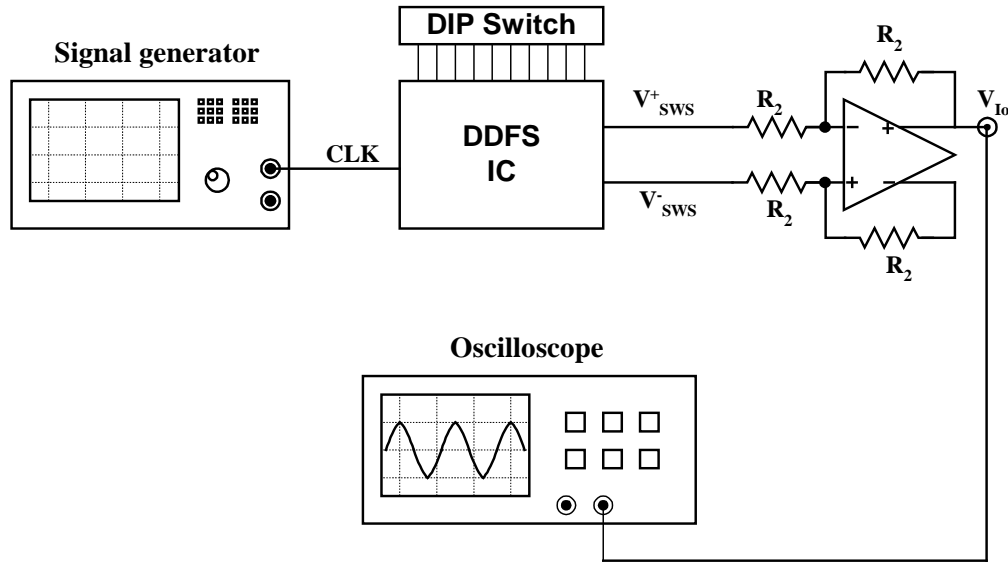 DIP Switch
Signal generator
CLK
DDFS
IC
V+SWS
V-SWS
R2
R2
R2
R2
− +
+ −
VIo
Oscilloscope